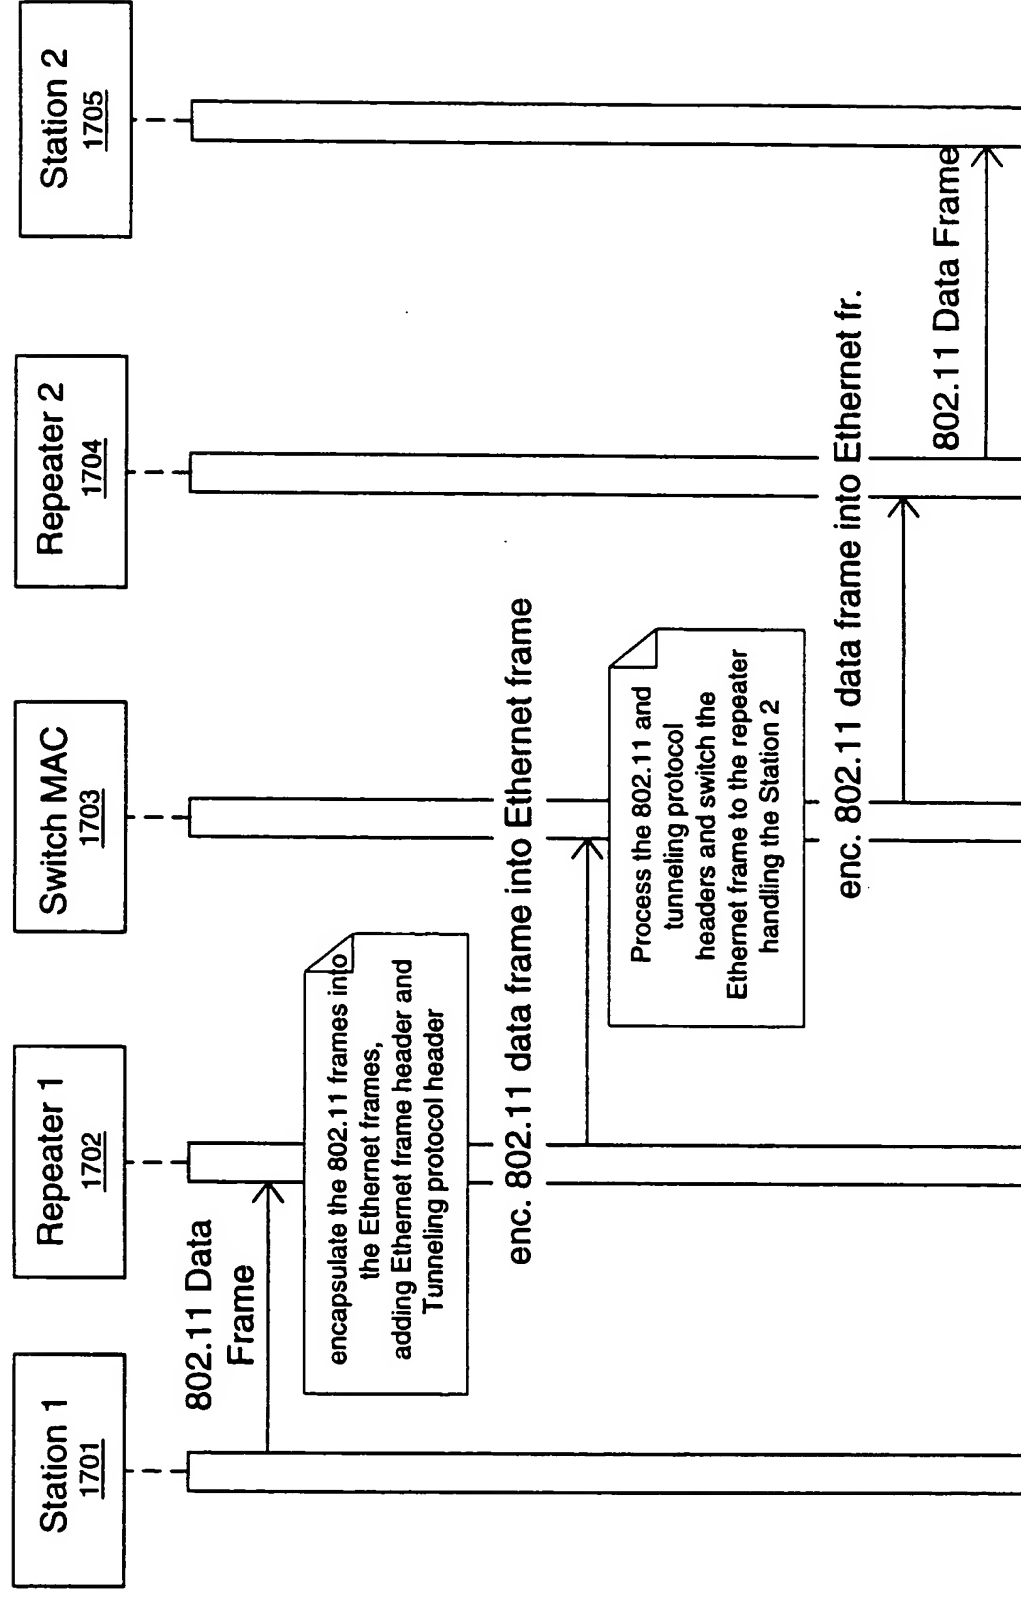 Station 1
1701
Repeater 1
1702
Switch MAC
1703
Repeater 2
1704
Station 2
1705
802.11 Data
Frame
encapsulate the 802.11 frames into
the Ethernet frames,
adding Ethernet frame header and
Tunneling protocol header
enc. 802.11 data frame into Ethernet frame
Process the 802.11 and
tunneling protocol
headers and switch the
Ethernet frame to the repeater
handling the Station 2
enc. 802.11 data frame into Ethernet fr.
802.11 Data Frame